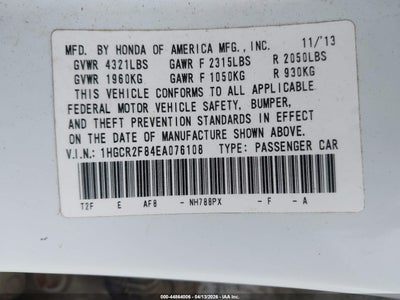 MFD. BY HONDA OF AMERICA MFG., INC. 11/13
GVWR 4321LBS GAWR F 2315LBS R 2050LBS
GVWR 1960KG GAWR F 1050KG R 930KG
THIS VEHICLE CONFORMS TO ALL APPLICABLE
FEDERAL MOTOR VEHICLE SAFETY, BUMPER,
AND THEFT PREVENTION STANDARDS IN EFFECT
ON THE DATE OF MANUFACTURE SHOWN ABOVE.
V.I.N.: 1HGCR2F84EA076108 TYPE: PASSENGER CAR
T2F E AF8 - NH788PX - F - A
000-44864006 - 04/13/2026 - IAA Inc.